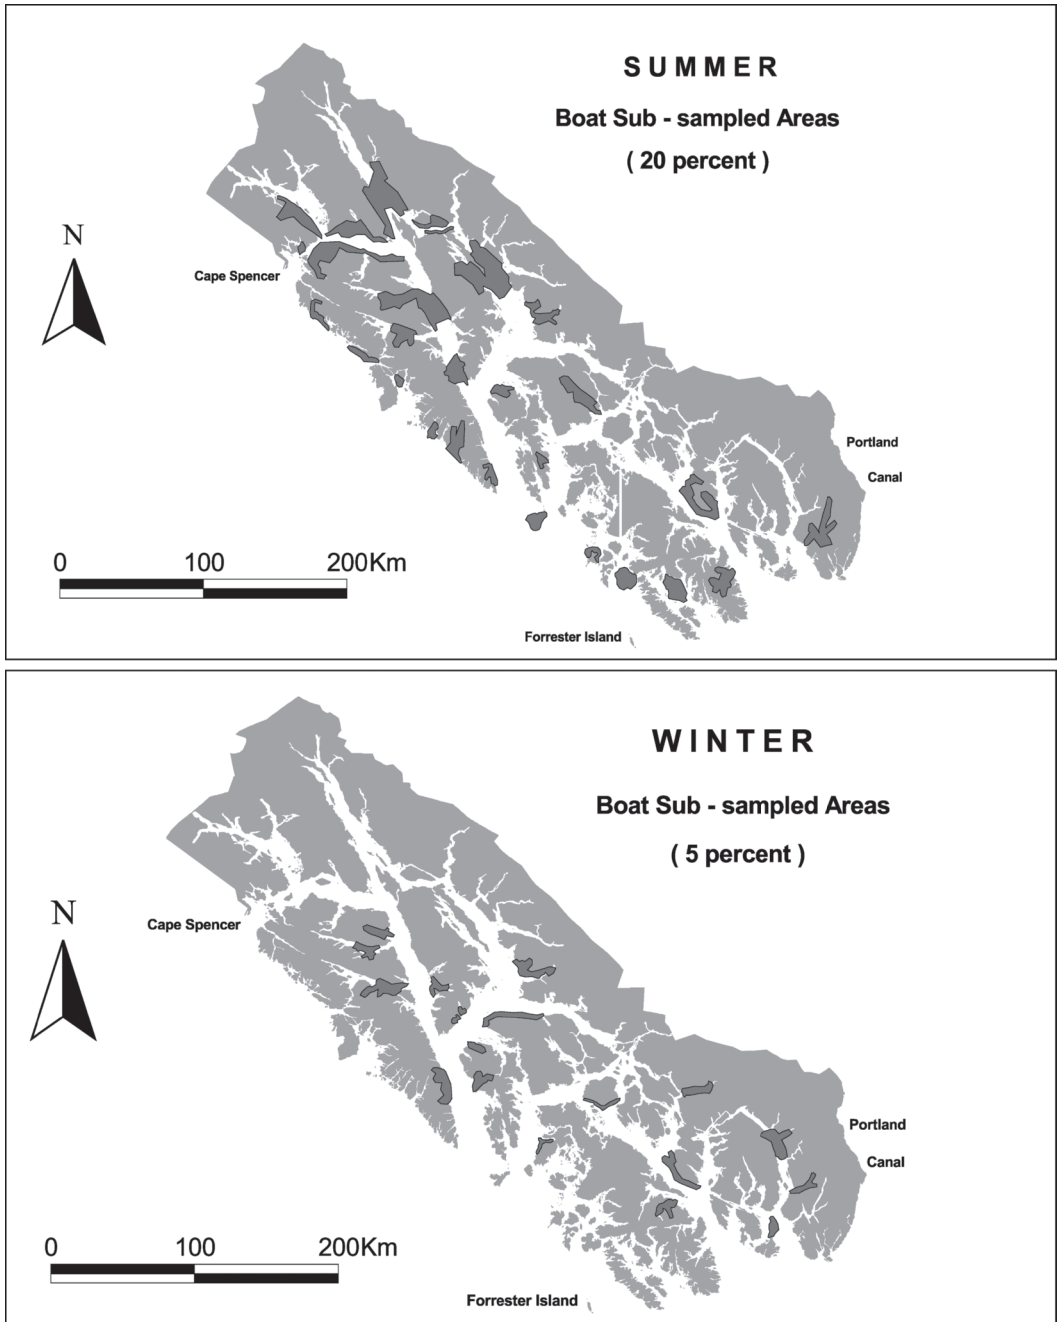 SUMMER
Boat Sub - sampled Areas
( 20 percent )
N
Cape Spencer
Portland
Canal
0 100 200Km
Forrester Island
WINTER
Boat Sub - sampled Areas
( 5 percent )
N
Cape Spencer
Portland
Canal
0 100 200Km
Forrester Island